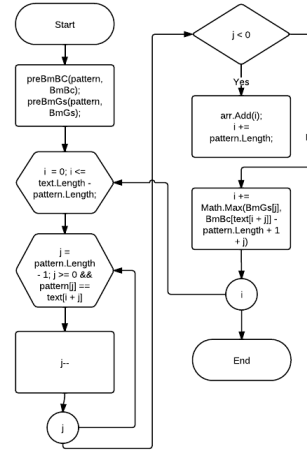 Start
preBmBC(pattern,
BmBc);
preBmGs(pattern,
BmGs);
i = 0; i <=
text.Length -
pattern.Length;
j =
pattern.Length
- 1; j >= 0 &&
pattern[j] ==
text[i + j]
j--
j
j < 0
Yes
arr.Add(i);
i +=
pattern.Length;
i +=
Math.Max(BmGs[j],
BmBc[text[i + j]] -
pattern.Length + 1
+ j)
i
End